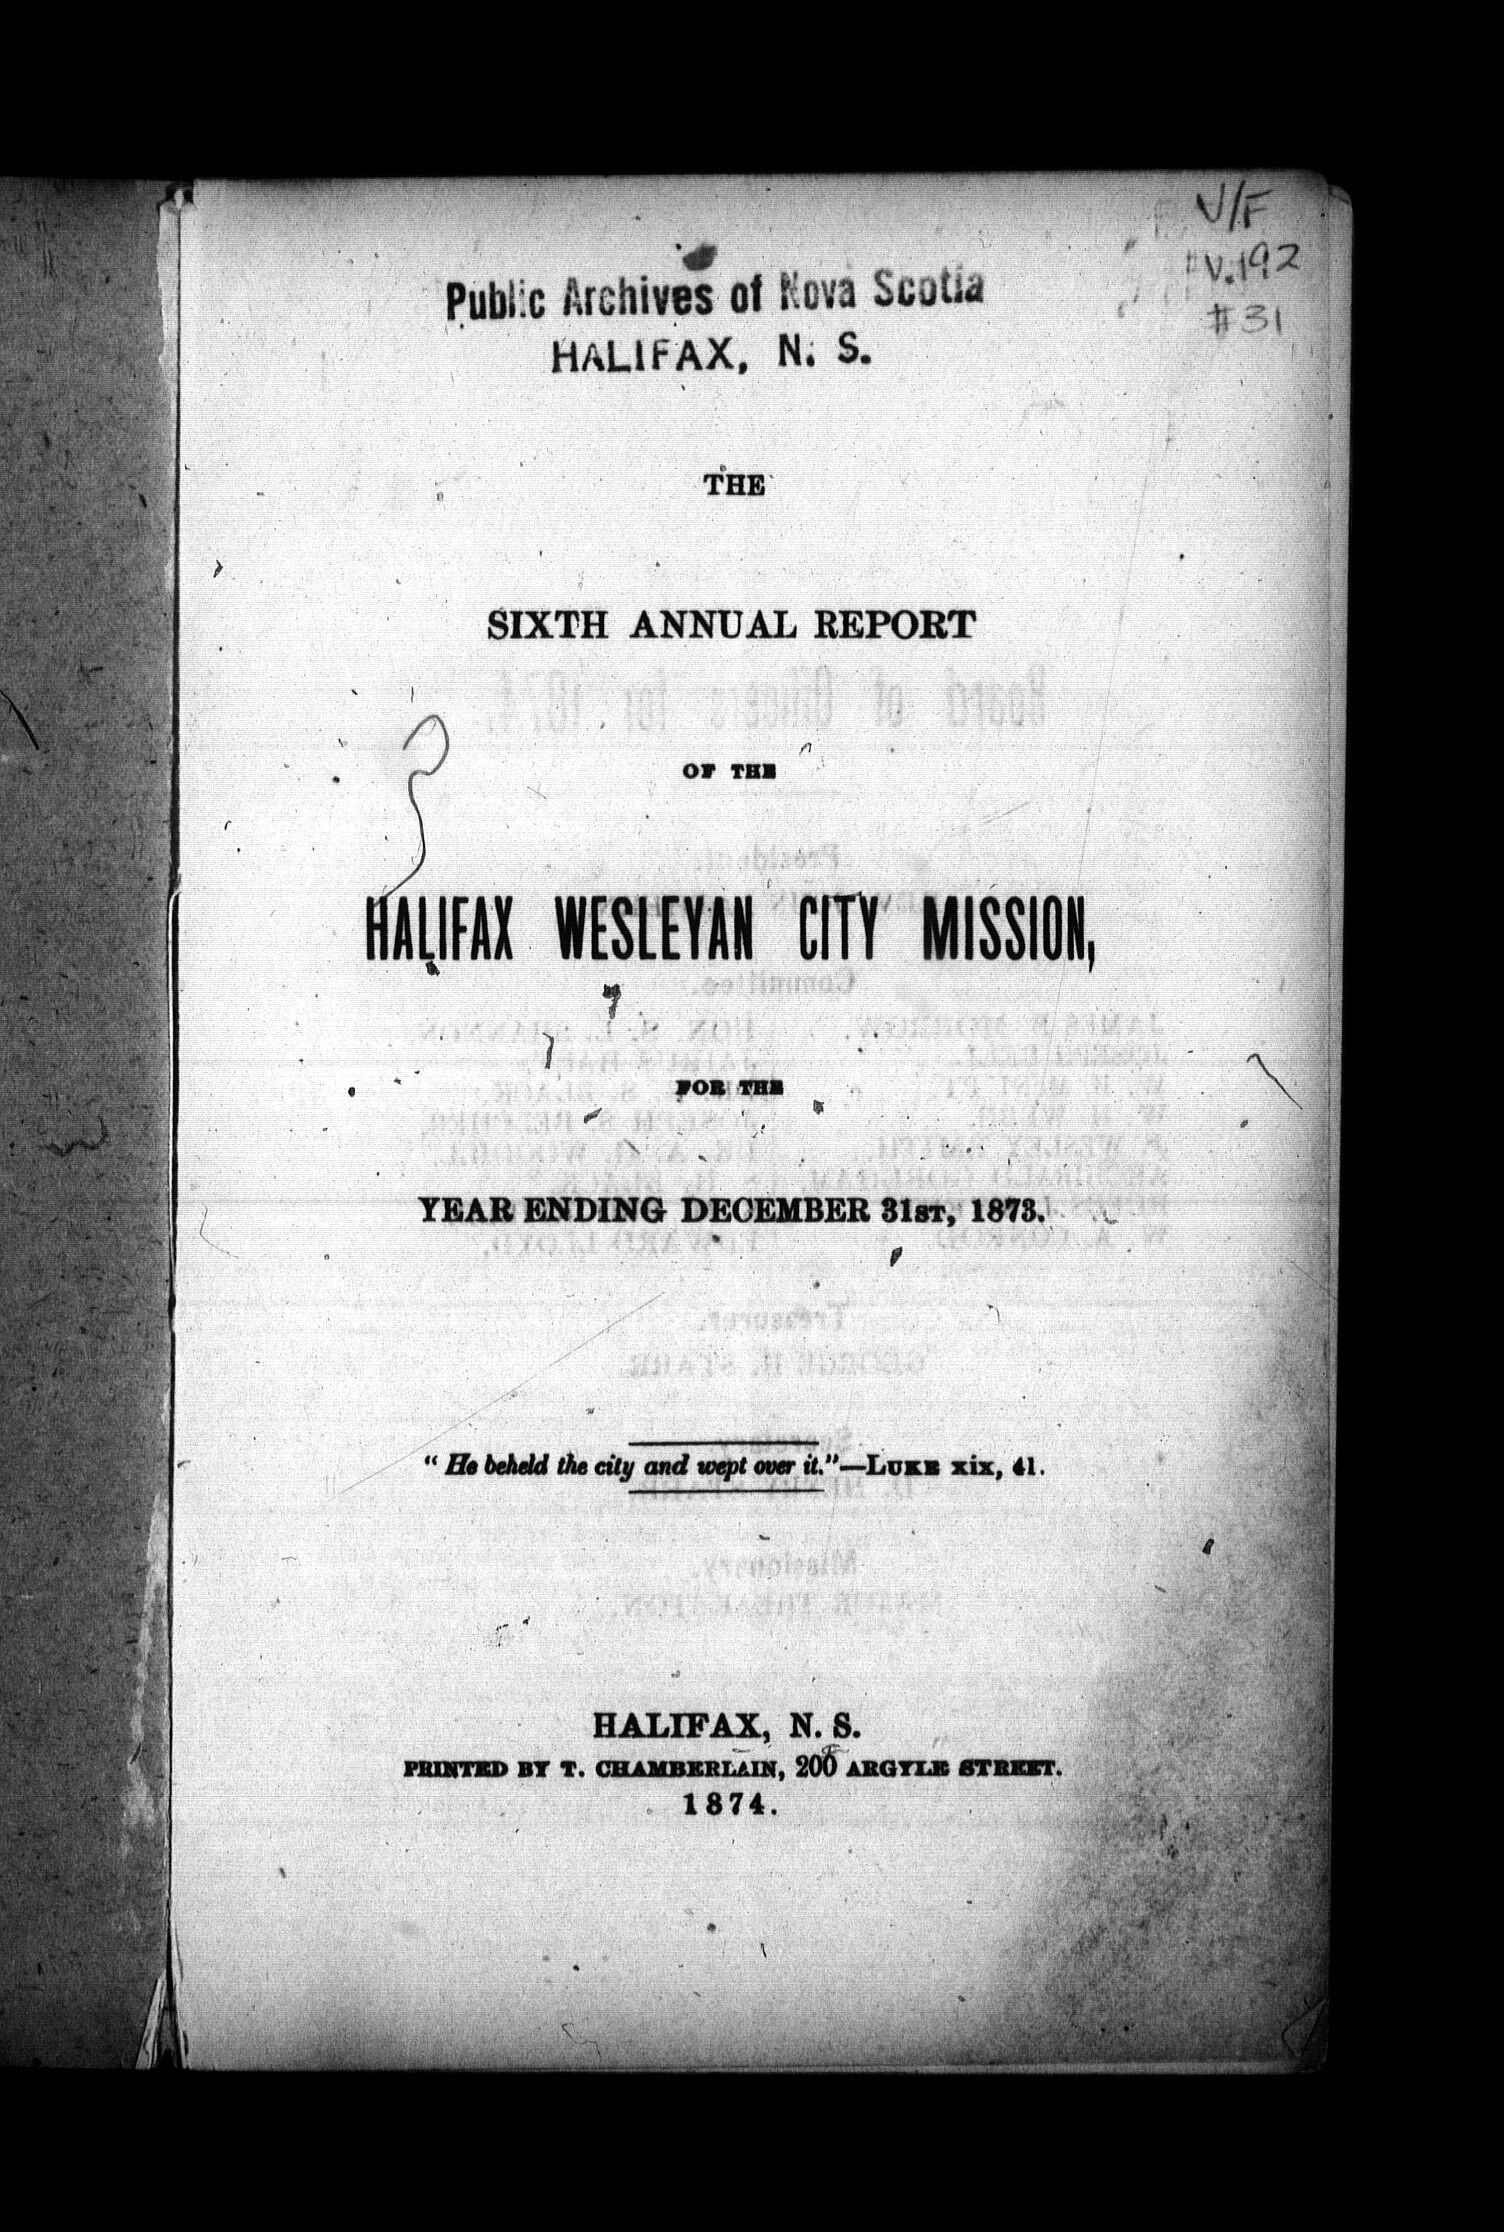 V/F
V.192
#31
Public Archives of Nova Scotia
HALIFAX, N. S.
THE
SIXTH ANNUAL REPORT
OF THE
HALIFAX WESLEYAN CITY MISSION,
FOR THE
YEAR ENDING DECEMBER 31ST, 1873.
“He beheld the city and wept over it.”—LUKE xix, 41.
HALIFAX, N. S.
PRINTED BY T. CHAMBERLAIN, 200 ARGYLE STREET.
1874.